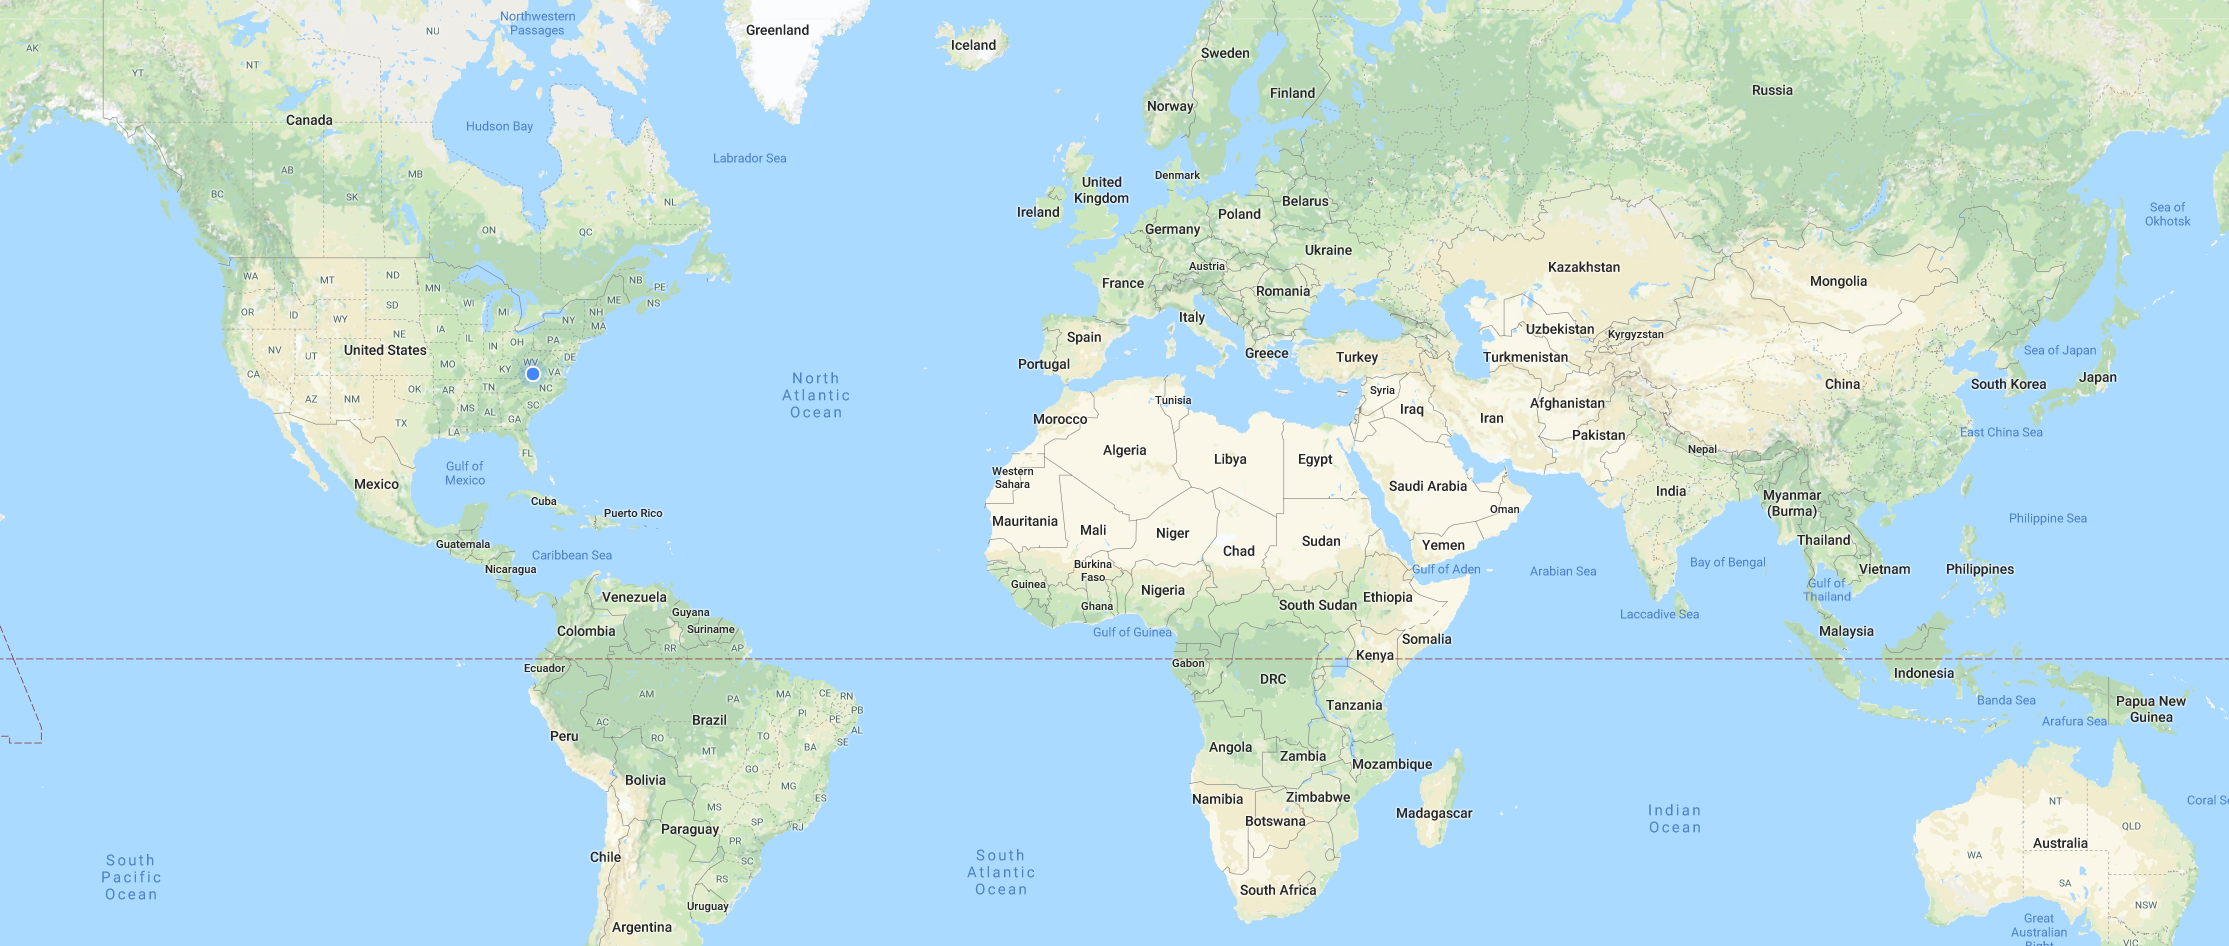 Northwestern
Passages
NU
AK
Greenland
Iceland
Sweden
NT
YT
Finland
Russia
Norway
Canada
Hudson Bay
Labrador Sea
AB
MB
Denmark
United
Kingdom
BC
SK
NL
Ireland
Poland
Belarus
Sea of
Okhotsk
ON
QC
Germany
Ukraine
Austria
Kazakhstan
WA
MT
ND
MN
NB
PE
NS
France
Romania
Mongolia
OR
ID
WY
SD
WI
MI
ME
NY
NH
MA
Italy
Uzbekistan
Kyrgyzstan
NE
IA
IL
IN
OH
PA
NV
UT
United States
Spain
Greece
Turkey
Turkmenistan
Sea of Japan
CA
MO
KY
WV
VA
DE
Portugal
North
Atlantic
Ocean
Syria
China
South Korea
Japan
AZ
NM
OK
AR
TN
NC
Tunisia
Iraq
Iran
Afghanistan
TX
MS
AL
GA
SC
LA
Morocco
Pakistan
East China Sea
FL
Algeria
Libya
Egypt
Nepal
Gulf of
Mexico
Western
Sahara
Mexico
Saudi Arabia
India
Myanmar
(Burma)
Cuba
Puerto Rico
Oman
Mauritania
Mali
Niger
Chad
Sudan
Yemen
Philippine Sea
Guatemala
Caribbean Sea
Nicaragua
Thailand
Burkina
Faso
Gulf of Aden
Arabian Sea
Bay of Bengal
Vietnam
Philippines
Guinea
Nigeria
Ethiopia
Gulf of
Thailand
Venezuela
Guyana
Ghana
South Sudan
Laccadive Sea
Colombia
Suriname
Gulf of Guinea
Somalia
Malaysia
RR
AP
Ecuador
Gabon
Kenya
DRC
Indonesia
AM
PA
MA
CE
RN
PB
PI
PE
AL
Tanzania
Banda Sea
Papua New
Guinea
Arafura Sea
AC
Brazil
Peru
RO
MT
TO
BA
SE
Angola
Zambia
Mozambique
Bolivia
GO
MG
ES
Namibia
Zimbabwe
Madagascar
Botswana
Indian
Ocean
NT
Coral S
QLD
MS
SP
RJ
Paraguay
PR
SC
Chile
South
Pacific
Ocean
South
Atlantic
Ocean
WA
Australia
RS
South Africa
SA
Uruguay
NSW
Argentina
Great
Australian
Bight
VIC